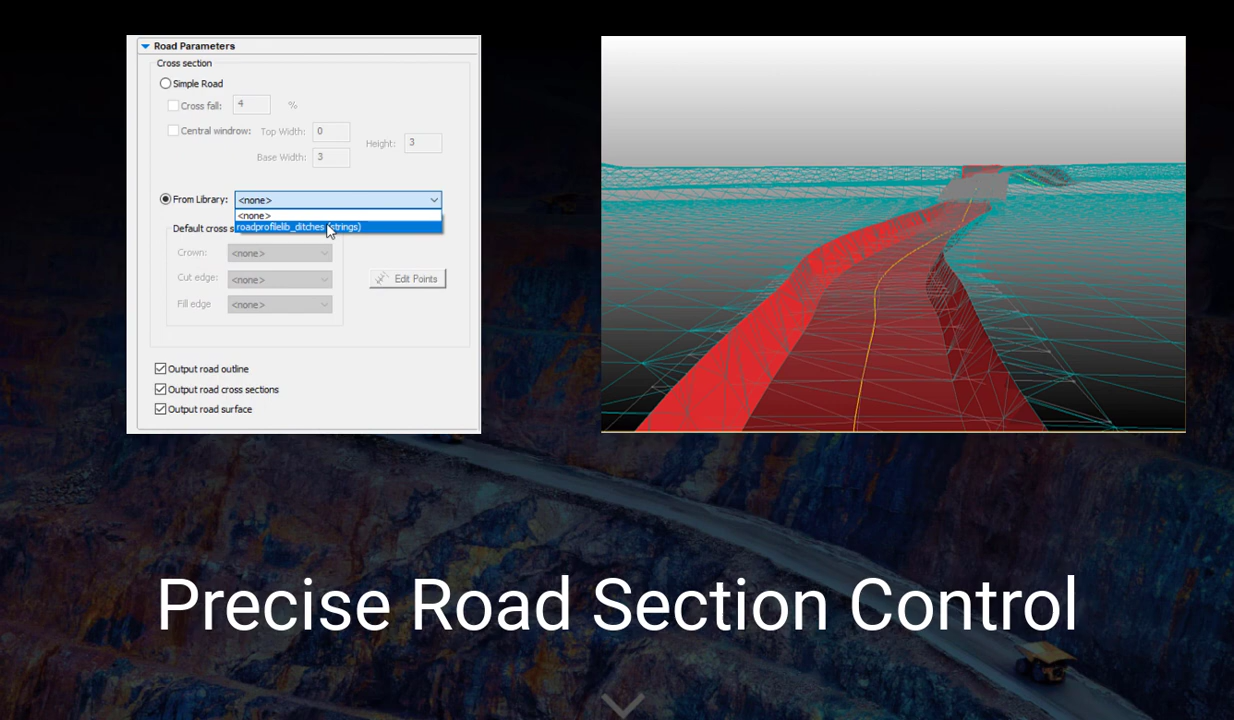 Road Parameters
Cross section
Simple Road
Cross fall: 4 %
Central windrow: Top Width: 0
Height: 3
Base Width: 3
From Library: <none>
<none>
roadprofilelib_ditches (strings)
Default cross s
Crown: <none>
Cut edge: <none> Edit Points
Fill edge <none>
Output road outline
Output road cross sections
Output road surface
Precise Road Section Control